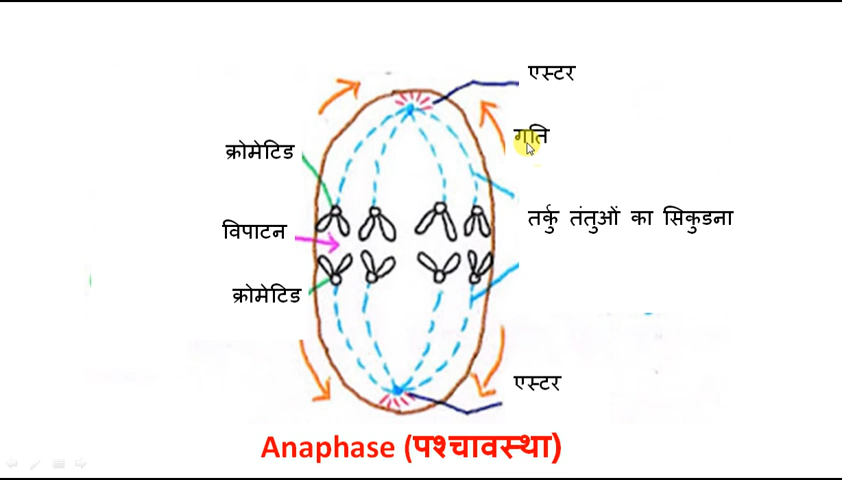 एस्टर
गति
क्रोमेटिड
तर्कु तंतुओं का सिकुडना
विपाटन
क्रोमेटिड
एस्टर
Anaphase (पश्चावस्था)